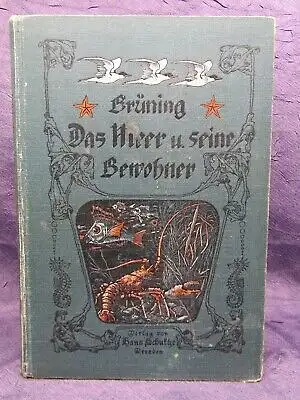 Brüning
Das Meer u. seine
Bewohner
Verlag von
Hans Schultze
Dresden